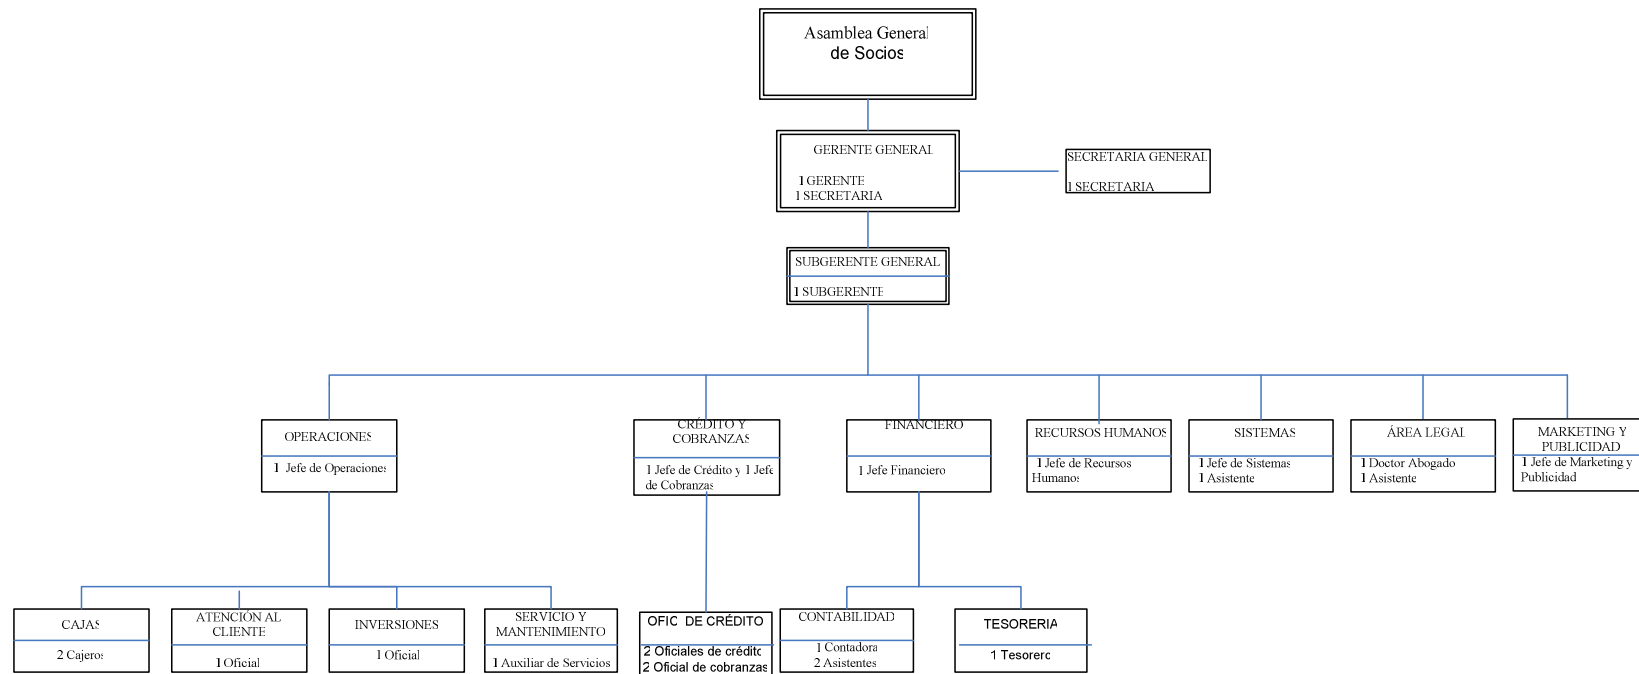 Asamblea General
de Socios
GERENTE GENERAL
1 GERENTE
1 SECRETARIA
SECRETARIA GENERAL
1 SECRETARIA
SUBGERENTE GENERAL
1 SUBGERENTE
OPERACIONES
1 Jefe de Operaciones
CRÉDITO Y
COBRANZAS
1 Jefe de Crédito y 1 Jefe
de Cobranzas
FINANCIERO
1 Jefe Financiero
RECURSOS HUMANOS
1 Jefe de Recursos
Humanos
SISTEMAS
1 Jefe de Sistemas
1 Asistente
ÁREA LEGAL
1 Doctor Abogado
1 Asistente
MARKETING Y
PUBLICIDAD
1 Jefe de Marketing y
Publicidad
CAJAS
2 Cajeros
ATENCIÓN AL
CLIENTE
1 Oficial
INVERSIONES
1 Oficial
SERVICIO Y
MANTENIMIENTO
1 Auxiliar de Servicios
OFIC DE CRÉDITO
2 Oficiales de crédito
2 Oficial de cobranzas
CONTABILIDAD
1 Contadora
2 Asistentes
TESORERIA
1 Tesorero